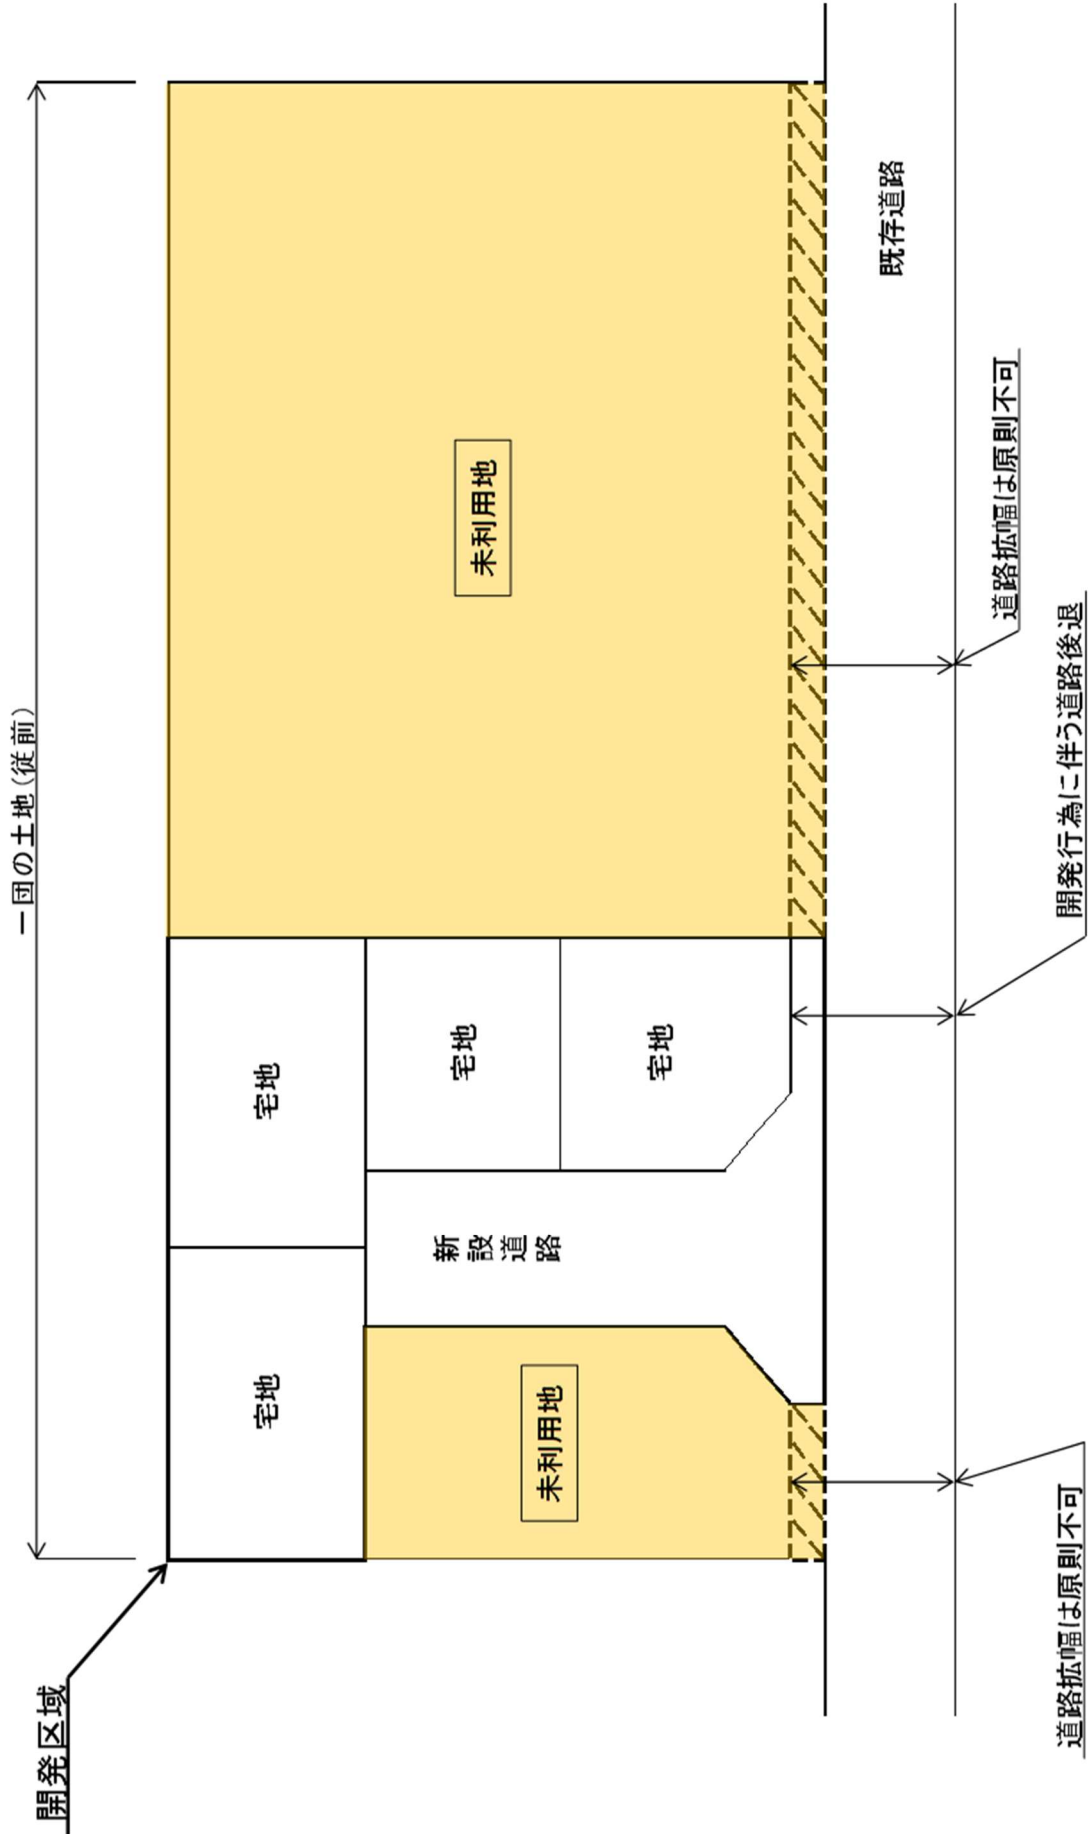 一団の土地(従前)
開発区域
宅地
宅地
宅地
宅地
新設道路
未利用地
未利用地
既存道路
道路拡幅は原則不可
開発行為に伴う道路後退
道路拡幅は原則不可